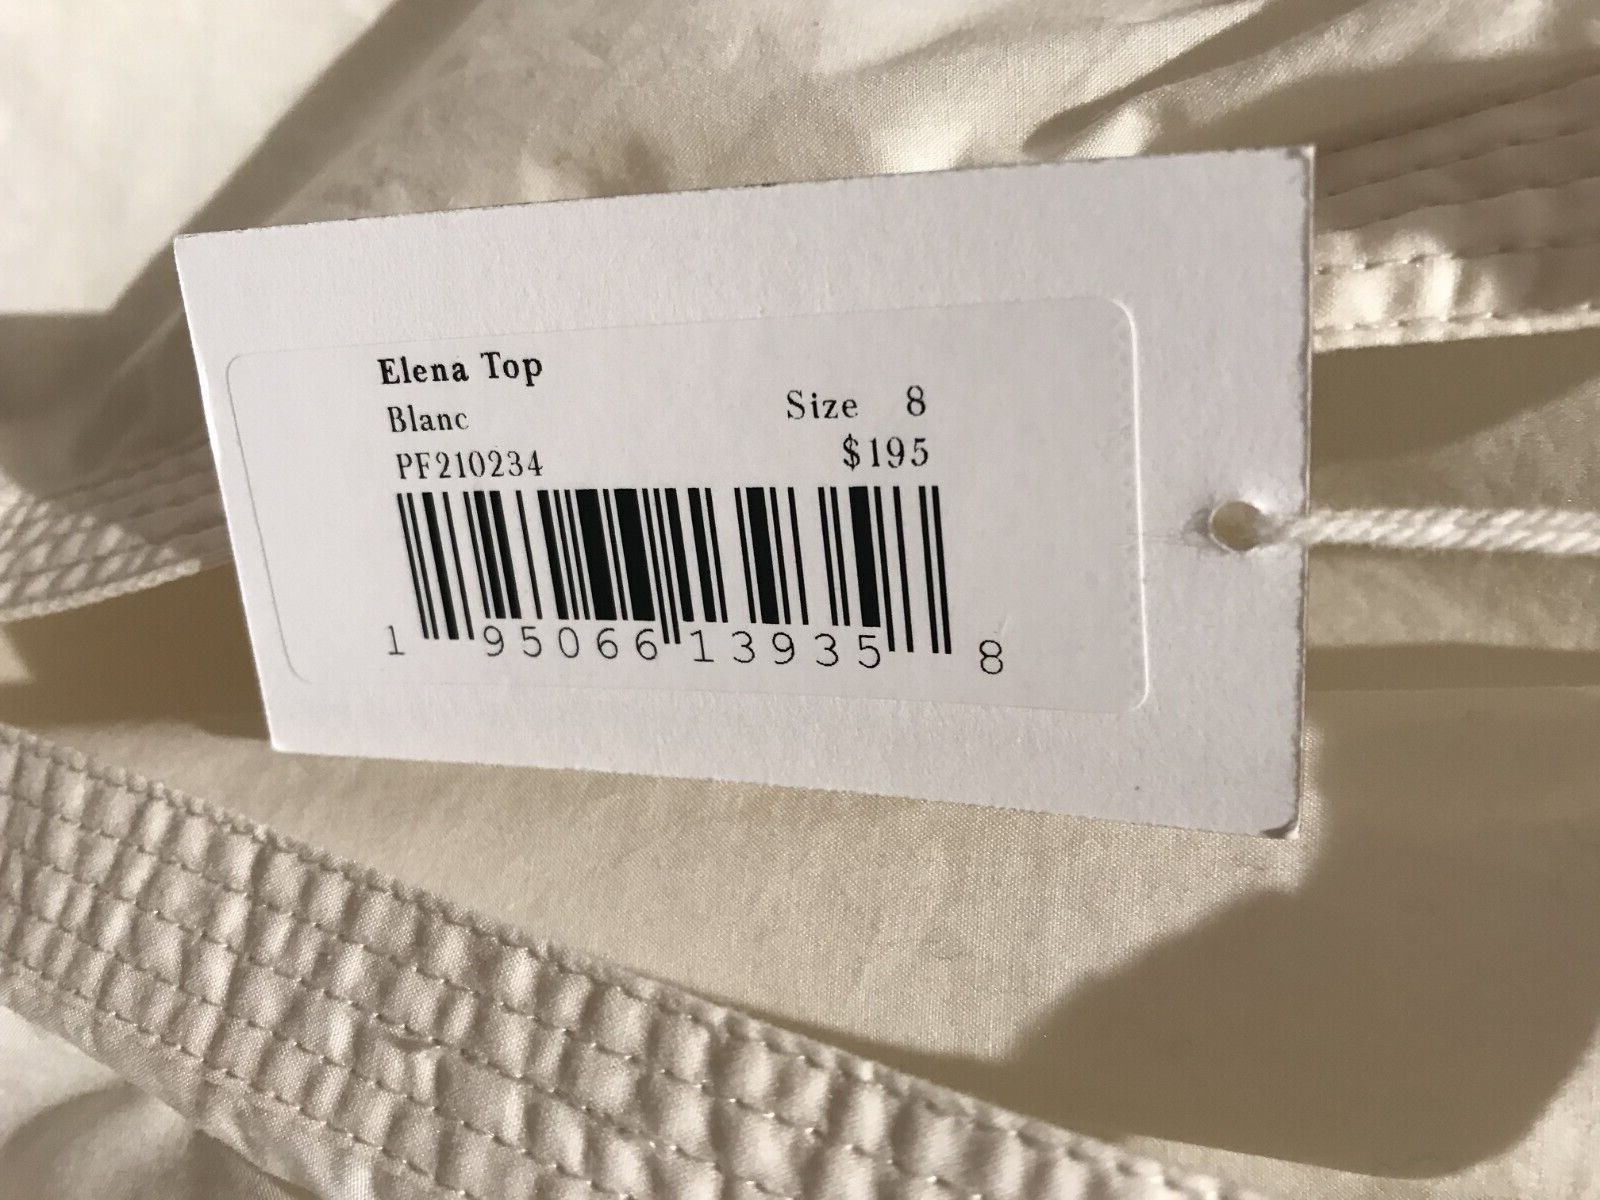 Elena Top
Blanc
Size 8
PF210234
$195
1 95066 13935 8